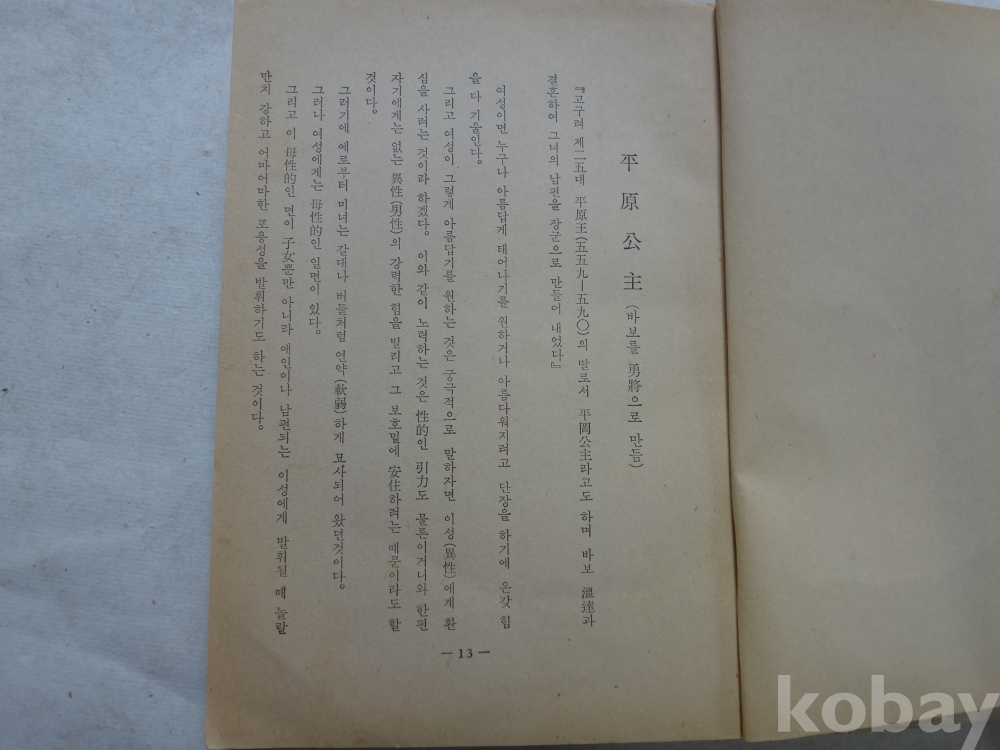 平原公主 (바보를 勇將으로 만듬)
『고구려 제二五대 平原王(五五九—五九〇)의 딸로서 平岡公主라고도 하며 바보 溫達과
결혼하여 그녀의 남편을 장군으로 만들어 내었다』
여성이면 누구나 아름답게 태어나기를 원하거나 아름다워지려고 단장을 하기에 온갖 힘
을 다 기울인다.
그리고 여성이 그렇게 아름답기를 원하는 것은 궁극적으로 말하자면 이성(異性)에게 환
심을 사려는 것이라 하겠다. 이와 같이 노력하는 것은 性的인 引力도 물론이거니와 한편
자기에게는 없는 異性(男性)의 강력한 힘을 빌리고 그 보호밑에 安住하려는 때문이라도 할
것이다.
그러기에 예로부터 미녀는 갈대나 버들처럼 연약(軟弱)하게 묘사되어 왔던것이다.
그러나 여성에게는 母性的인 일면이 있다.
그리고 이 母性的인 면이 子女뿐만 아니라 애인이나 남편되는 이성에게 발휘될 때 놀랄
만치 강하고 어마어마한 포용성을 발휘하기도 하는 것이다.
— 13 —
kobay